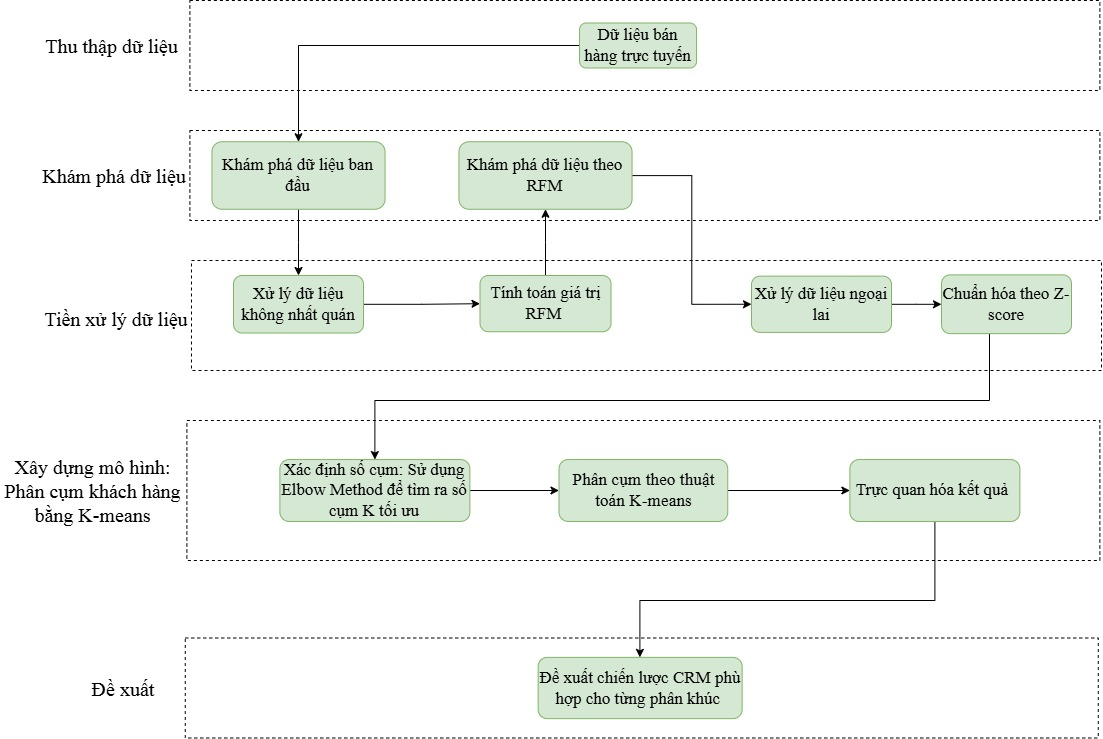 Thu thập dữ liệu
Dữ liệu bán
hàng trực tuyến
Khám phá dữ liệu
Khám phá dữ liệu ban
đầu
Khám phá dữ liệu theo
RFM
Tiền xử lý dữ liệu
Xử lý dữ liệu
không nhất quán
Tính toán giá trị
RFM
Xử lý dữ liệu ngoại
lai
Chuẩn hóa theo Z-
score
Xây dựng mô hình:
Phân cụm khách hàng
bằng K-means
Xác định số cụm: Sử dụng
Elbow Method để tìm ra số
cụm K tối ưu
Phân cụm theo thuật
toán K-means
Trực quan hóa kết quả
Đề xuất
Đề xuất chiến lược CRM phù
hợp cho từng phân khúc